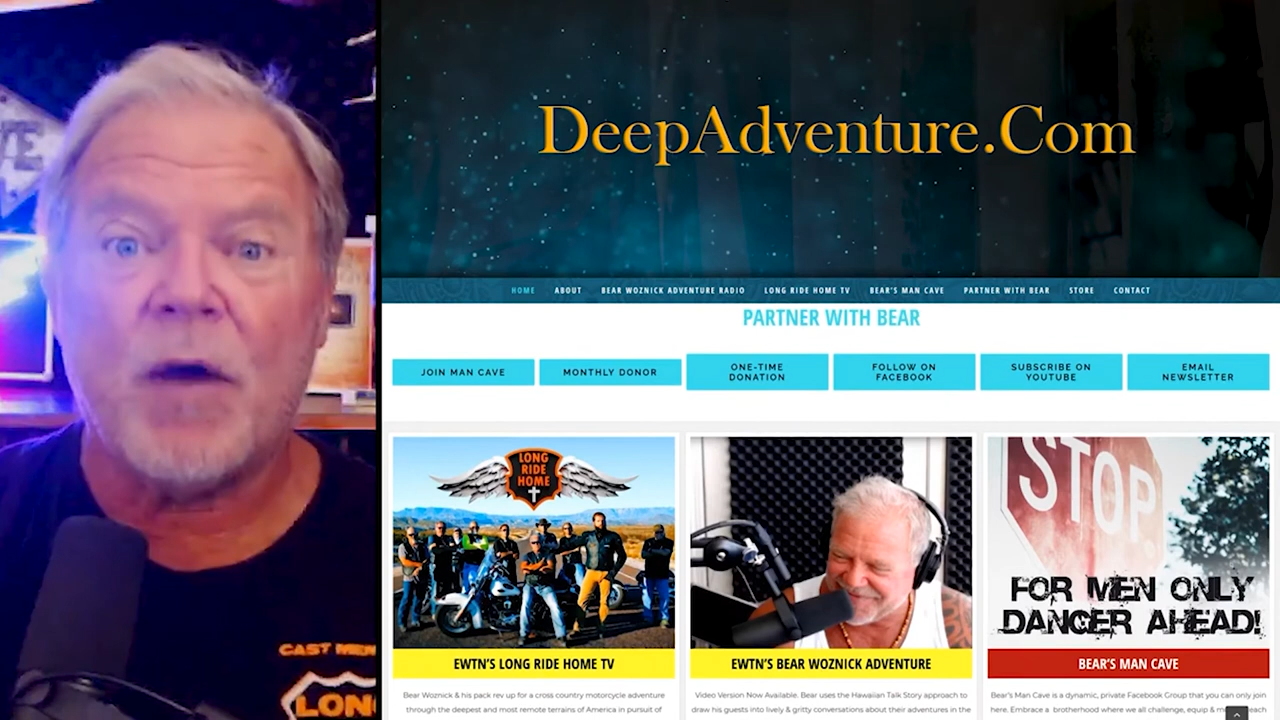 DeepAdventure.Com
HOME ABOUT BEAR WOZNICK ADVENTURE RADIO LONG RIDE HOME TV BEAR'S MAN CAVE PARTNER WITH BEAR STORE CONTACT
PARTNER WITH BEAR
JOIN MAN CAVE
MONTHLY DONOR
ONE-TIME
DONATION
FOLLOW ON
FACEBOOK
SUBSCRIBE ON
YOUTUBE
EMAIL
NEWSLETTER
LONG
RIDE
HOME
STOP
FOR MEN ONLY
DANGER AHEAD!
EWTN'S LONG RIDE HOME TV
EWTN'S BEAR WOZNICK ADVENTURE
BEAR'S MAN CAVE
Bear Woznick & his pack rev up for a cross country motorcycle adventure
through the deepest and most remote terrains of America in pursuit of
Video Version Now Available. Bear uses the Hawaiian Talk Story approach to
draw his guests into lively & gritty conversations about their adventures in the
Bear's Man Cave is a dynamic, private Facebook Group that you can only join
here. Embrace a brotherhood where we all challenge, equip &
CAST MEM
LON